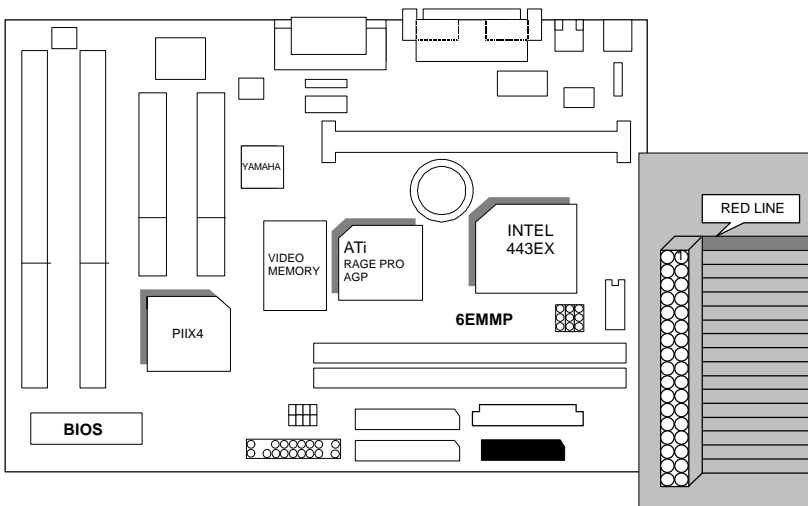 YAMAHA
RED LINE
INTEL
443EX
ATi
RAGE PRO
AGP
VIDEO
MEMORY
1
6EMMP
PIIX4
BIOS